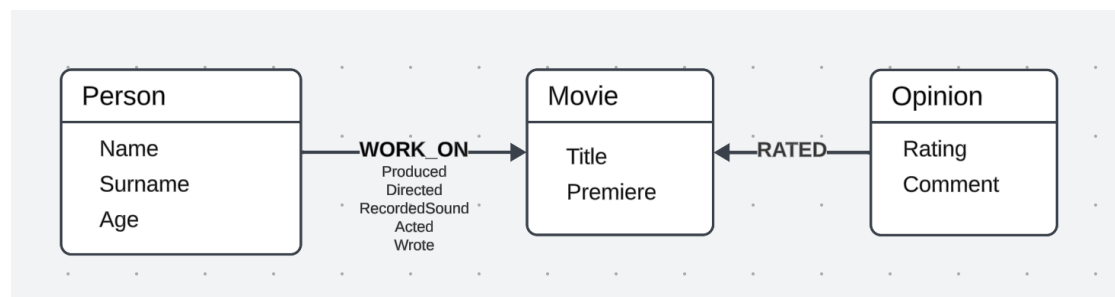 Person
Name
Surname
Age
WORK_ON
Produced
Directed
RecordedSound
Acted
Wrote
Movie
Title
Premiere
RATED
Opinion
Rating
Comment